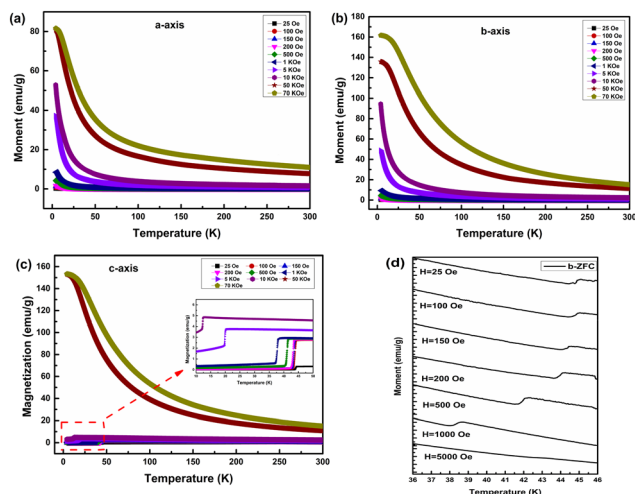 (a)
a-axis
25 Oe
100 Oe
150 Oe
200 Oe
500 Oe
1 KOe
5 KOe
10 KOe
50 KOe
70 KOe
Moment (emu/g)
80
60
40
20
0
0 50 100 150 200 250 300
Temperature (K)
(b)
b-axis
25 Oe
100 Oe
150 Oe
200 Oe
500 Oe
1 KOe
5 KOe
10 KOe
50 KOe
70 KOe
Moment (emu/g)
180
160
140
120
100
80
60
40
20
0
0 50 100 150 200 250 300
Temperature (K)
(c)
c-axis
25 Oe 100 Oe 150 Oe
200 Oe 500 Oe 1 KOe
5 KOe 10 KOe 50 KOe
70 KOe
Magnetization (emu/g)
160
140
120
100
80
60
40
20
0
0 50 100 150 200 250 300
Temperature (K)
Magnetization (emu/g)
Temperature (K)
(d)
b-ZFC
H=25 Oe
H=100 Oe
H=150 Oe
H=200 Oe
H=500 Oe
H=1000 Oe
H=5000 Oe
Moment (emu/g)
36 37 38 39 40 41 42 43 44 45 46
Temperature (K)